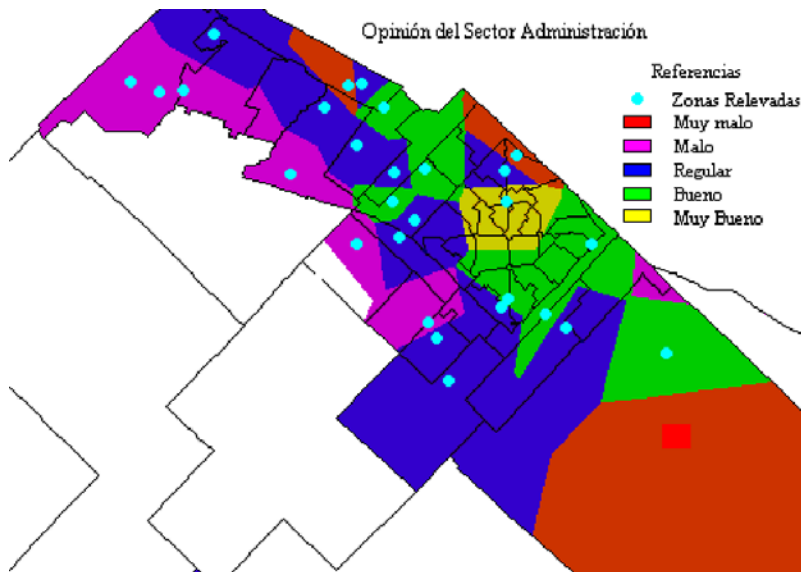 Opinión del Sector Administración
Referencias
Zonas Relevadas
Muy malo
Malo
Regular
Bueno
Muy Bueno